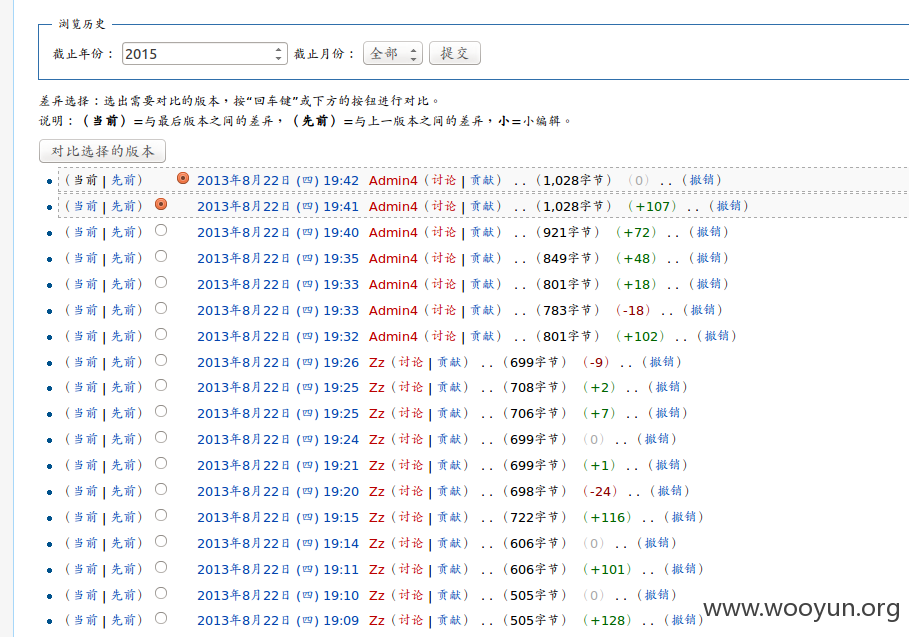 浏览历史
截止年份： 2015 截止月份： 全部 提交
差异选择：选出需要对比的版本，按“回车键”或下方的按钮进行对比。
说明：（当前）=与最后版本之间的差异，（先前）=与上一版本之间的差异，小=小编辑。
对比选择的版本
（当前 | 先前） 2013年8月22日 (四) 19:42 Admin4（讨论 | 贡献） . . （1,028字节） （0） . . （撤销）
（当前 | 先前） 2013年8月22日 (四) 19:41 Admin4（讨论 | 贡献） . . （1,028字节） （+107） . . （撤销）
（当前 | 先前） 2013年8月22日 (四) 19:40 Admin4（讨论 | 贡献） . . （921字节） （+72） . . （撤销）
（当前 | 先前） 2013年8月22日 (四) 19:35 Admin4（讨论 | 贡献） . . （849字节） （+48） . . （撤销）
（当前 | 先前） 2013年8月22日 (四) 19:33 Admin4（讨论 | 贡献） . . （801字节） （+18） . . （撤销）
（当前 | 先前） 2013年8月22日 (四) 19:33 Admin4（讨论 | 贡献） . . （783字节） （-18） . . （撤销）
（当前 | 先前） 2013年8月22日 (四) 19:32 Admin4（讨论 | 贡献） . . （801字节） （+102） . . （撤销）
（当前 | 先前） 2013年8月22日 (四) 19:26 Zz（讨论 | 贡献） . . （699字节） （-9） . . （撤销）
（当前 | 先前） 2013年8月22日 (四) 19:25 Zz（讨论 | 贡献） . . （708字节） （+2） . . （撤销）
（当前 | 先前） 2013年8月22日 (四) 19:25 Zz（讨论 | 贡献） . . （706字节） （+7） . . （撤销）
（当前 | 先前） 2013年8月22日 (四) 19:24 Zz（讨论 | 贡献） . . （699字节） （0） . . （撤销）
（当前 | 先前） 2013年8月22日 (四) 19:21 Zz（讨论 | 贡献） . . （699字节） （+1） . . （撤销）
（当前 | 先前） 2013年8月22日 (四) 19:20 Zz（讨论 | 贡献） . . （698字节） （-24） . . （撤销）
（当前 | 先前） 2013年8月22日 (四) 19:15 Zz（讨论 | 贡献） . . （722字节） （+116） . . （撤销）
（当前 | 先前） 2013年8月22日 (四) 19:14 Zz（讨论 | 贡献） . . （606字节） （0） . . （撤销）
（当前 | 先前） 2013年8月22日 (四) 19:11 Zz（讨论 | 贡献） . . （606字节） （+101） . . （撤销）
（当前 | 先前） 2013年8月22日 (四) 19:10 Zz（讨论 | 贡献） . . （505字节） （0） . . （撤销）
（当前 | 先前） 2013年8月22日 (四) 19:09 Zz（讨论 | 贡献） . . （505字节） （+128） . . （撤销）
www.wooyun.org